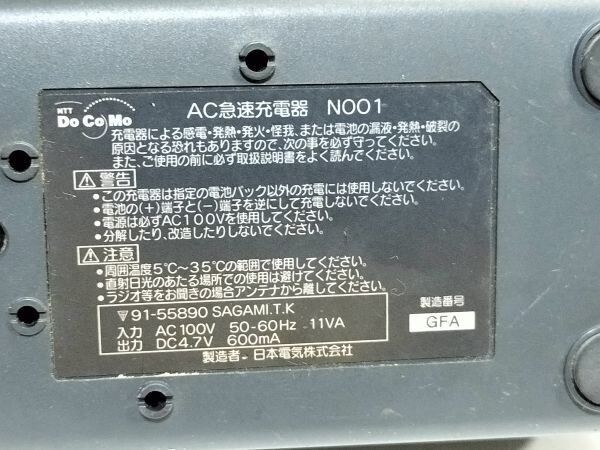 NTT
DoCoMo
AC急速充電器 N001
充電器による感電・発熱・発火・怪我、または電池の漏液・発熱・破裂の
原因となる恐れもありますので、次の事を必ず守ってください。
また、ご使用の前に必ず取扱説明書をよく読んでください。
⚠警告
・この充電器は指定の電池パック以外の充電には使用しないでください。
・電池の(+)端子と(−)端子を逆にして充電しないでください。
・電源は必ずAC100Vを使用してください。
・分解したり、改造したりしないでください。
⚠注意
・周囲温度5℃〜35℃の範囲で使用してください。
・直射日光のあたる場所での使用は避けてください。
・ラジオ等をお聞きの場合アンテナから離してください。
91-55890 SAGAMI.T.K
入力 AC100V 50-60Hz 11VA
出力 DC4.7V 600mA
製造者 - 日本電気株式会社
製造番号
GFA